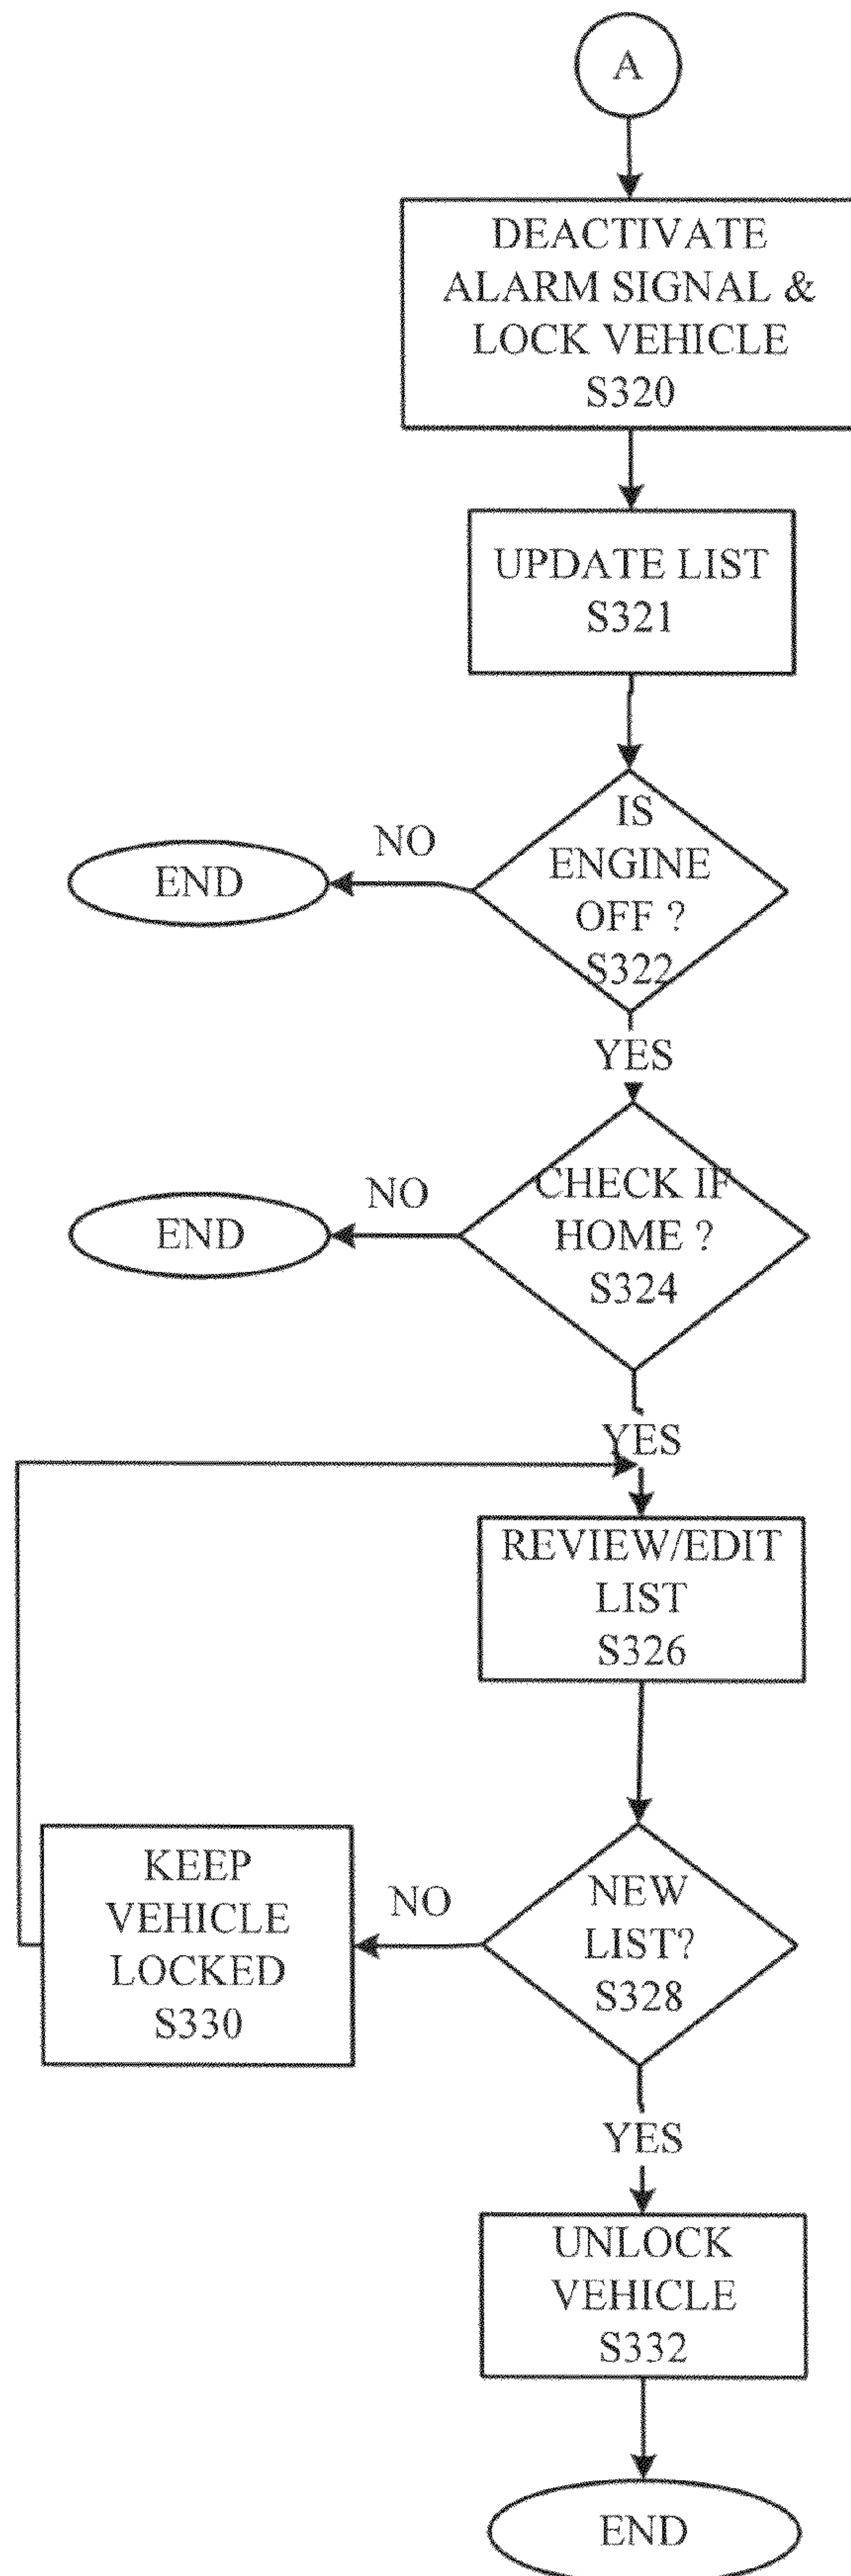 A
DEACTIVATE
ALARM SIGNAL &
LOCK VEHICLE
S320
UPDATE LIST
S321
IS
ENGINE
OFF ?
S322
NO
END
YES
CHECK IF
HOME ?
S324
NO
END
YES
REVIEW/EDIT
LIST
S326
NEW
LIST?
S328
NO
KEEP
VEHICLE
LOCKED
S330
YES
UNLOCK
VEHICLE
S332
END